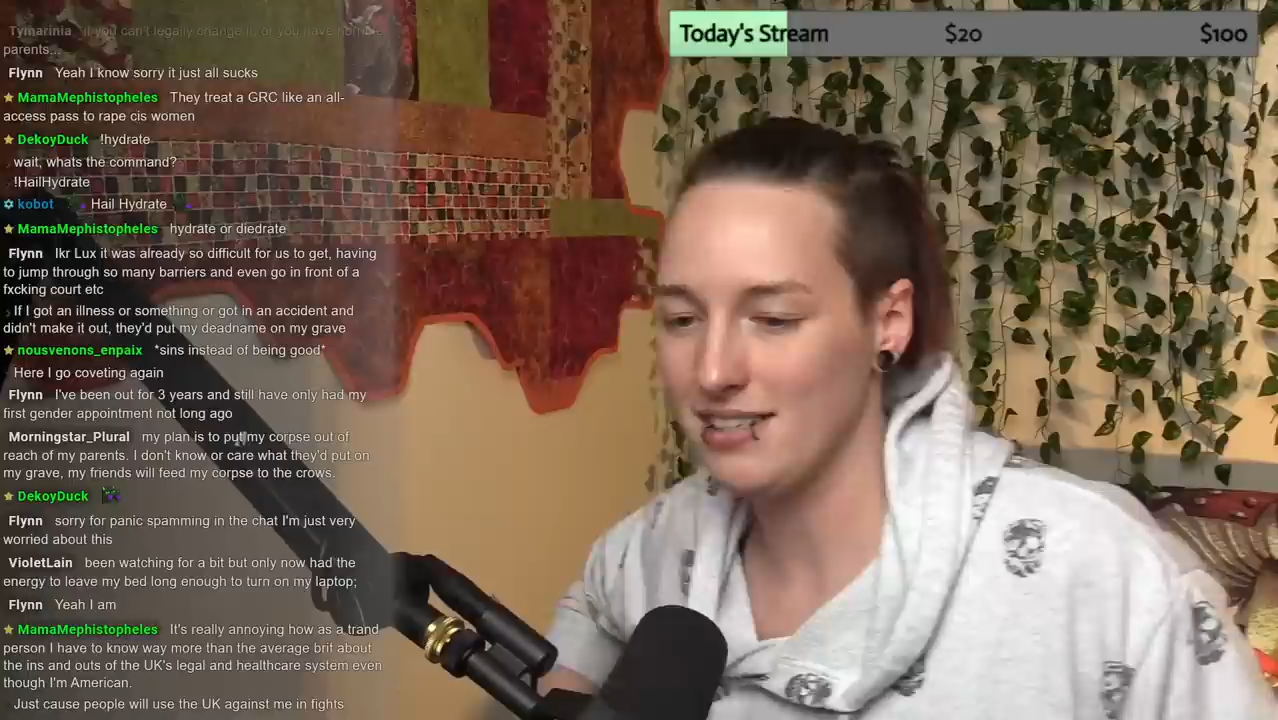 Tymarinia if you can't legally change it, or you have horrible
parents...
Flynn Yeah I know sorry it just all sucks
MamaMephistopheles They treat a GRC like an all-
access pass to rape cis women
DekoyDuck !hydrate
wait, whats the command?
!HailHydrate
kobot Hail Hydrate
MamaMephistopheles hydrate or diedrate
Flynn Ikr Lux it was already so difficult for us to get, having
to jump through so many barriers and even go in front of a
fxcking court etc
If I got an illness or something or got in an accident and
didn't make it out, they'd put my deadname on my grave
nousvenons_enpaix *sins instead of being good*
Here I go coveting again
Flynn I've been out for 3 years and still have only had my
first gender appointment not long ago
Morningstar_Plural my plan is to put my corpse out of
reach of my parents. I don't know or care what they'd put on
my grave, my friends will feed my corpse to the crows.
DekoyDuck
Flynn sorry for panic spamming in the chat I'm just very
worried about this
VioletLain been watching for a bit but only now had the
energy to leave my bed long enough to turn on my laptop;
Flynn Yeah I am
MamaMephistopheles It's really annoying how as a trand
person I have to know way more than the average brit about
the ins and outs of the UK's legal and healthcare system even
though I'm American.
Just cause people will use the UK against me in fights
Today's Stream $20 $100